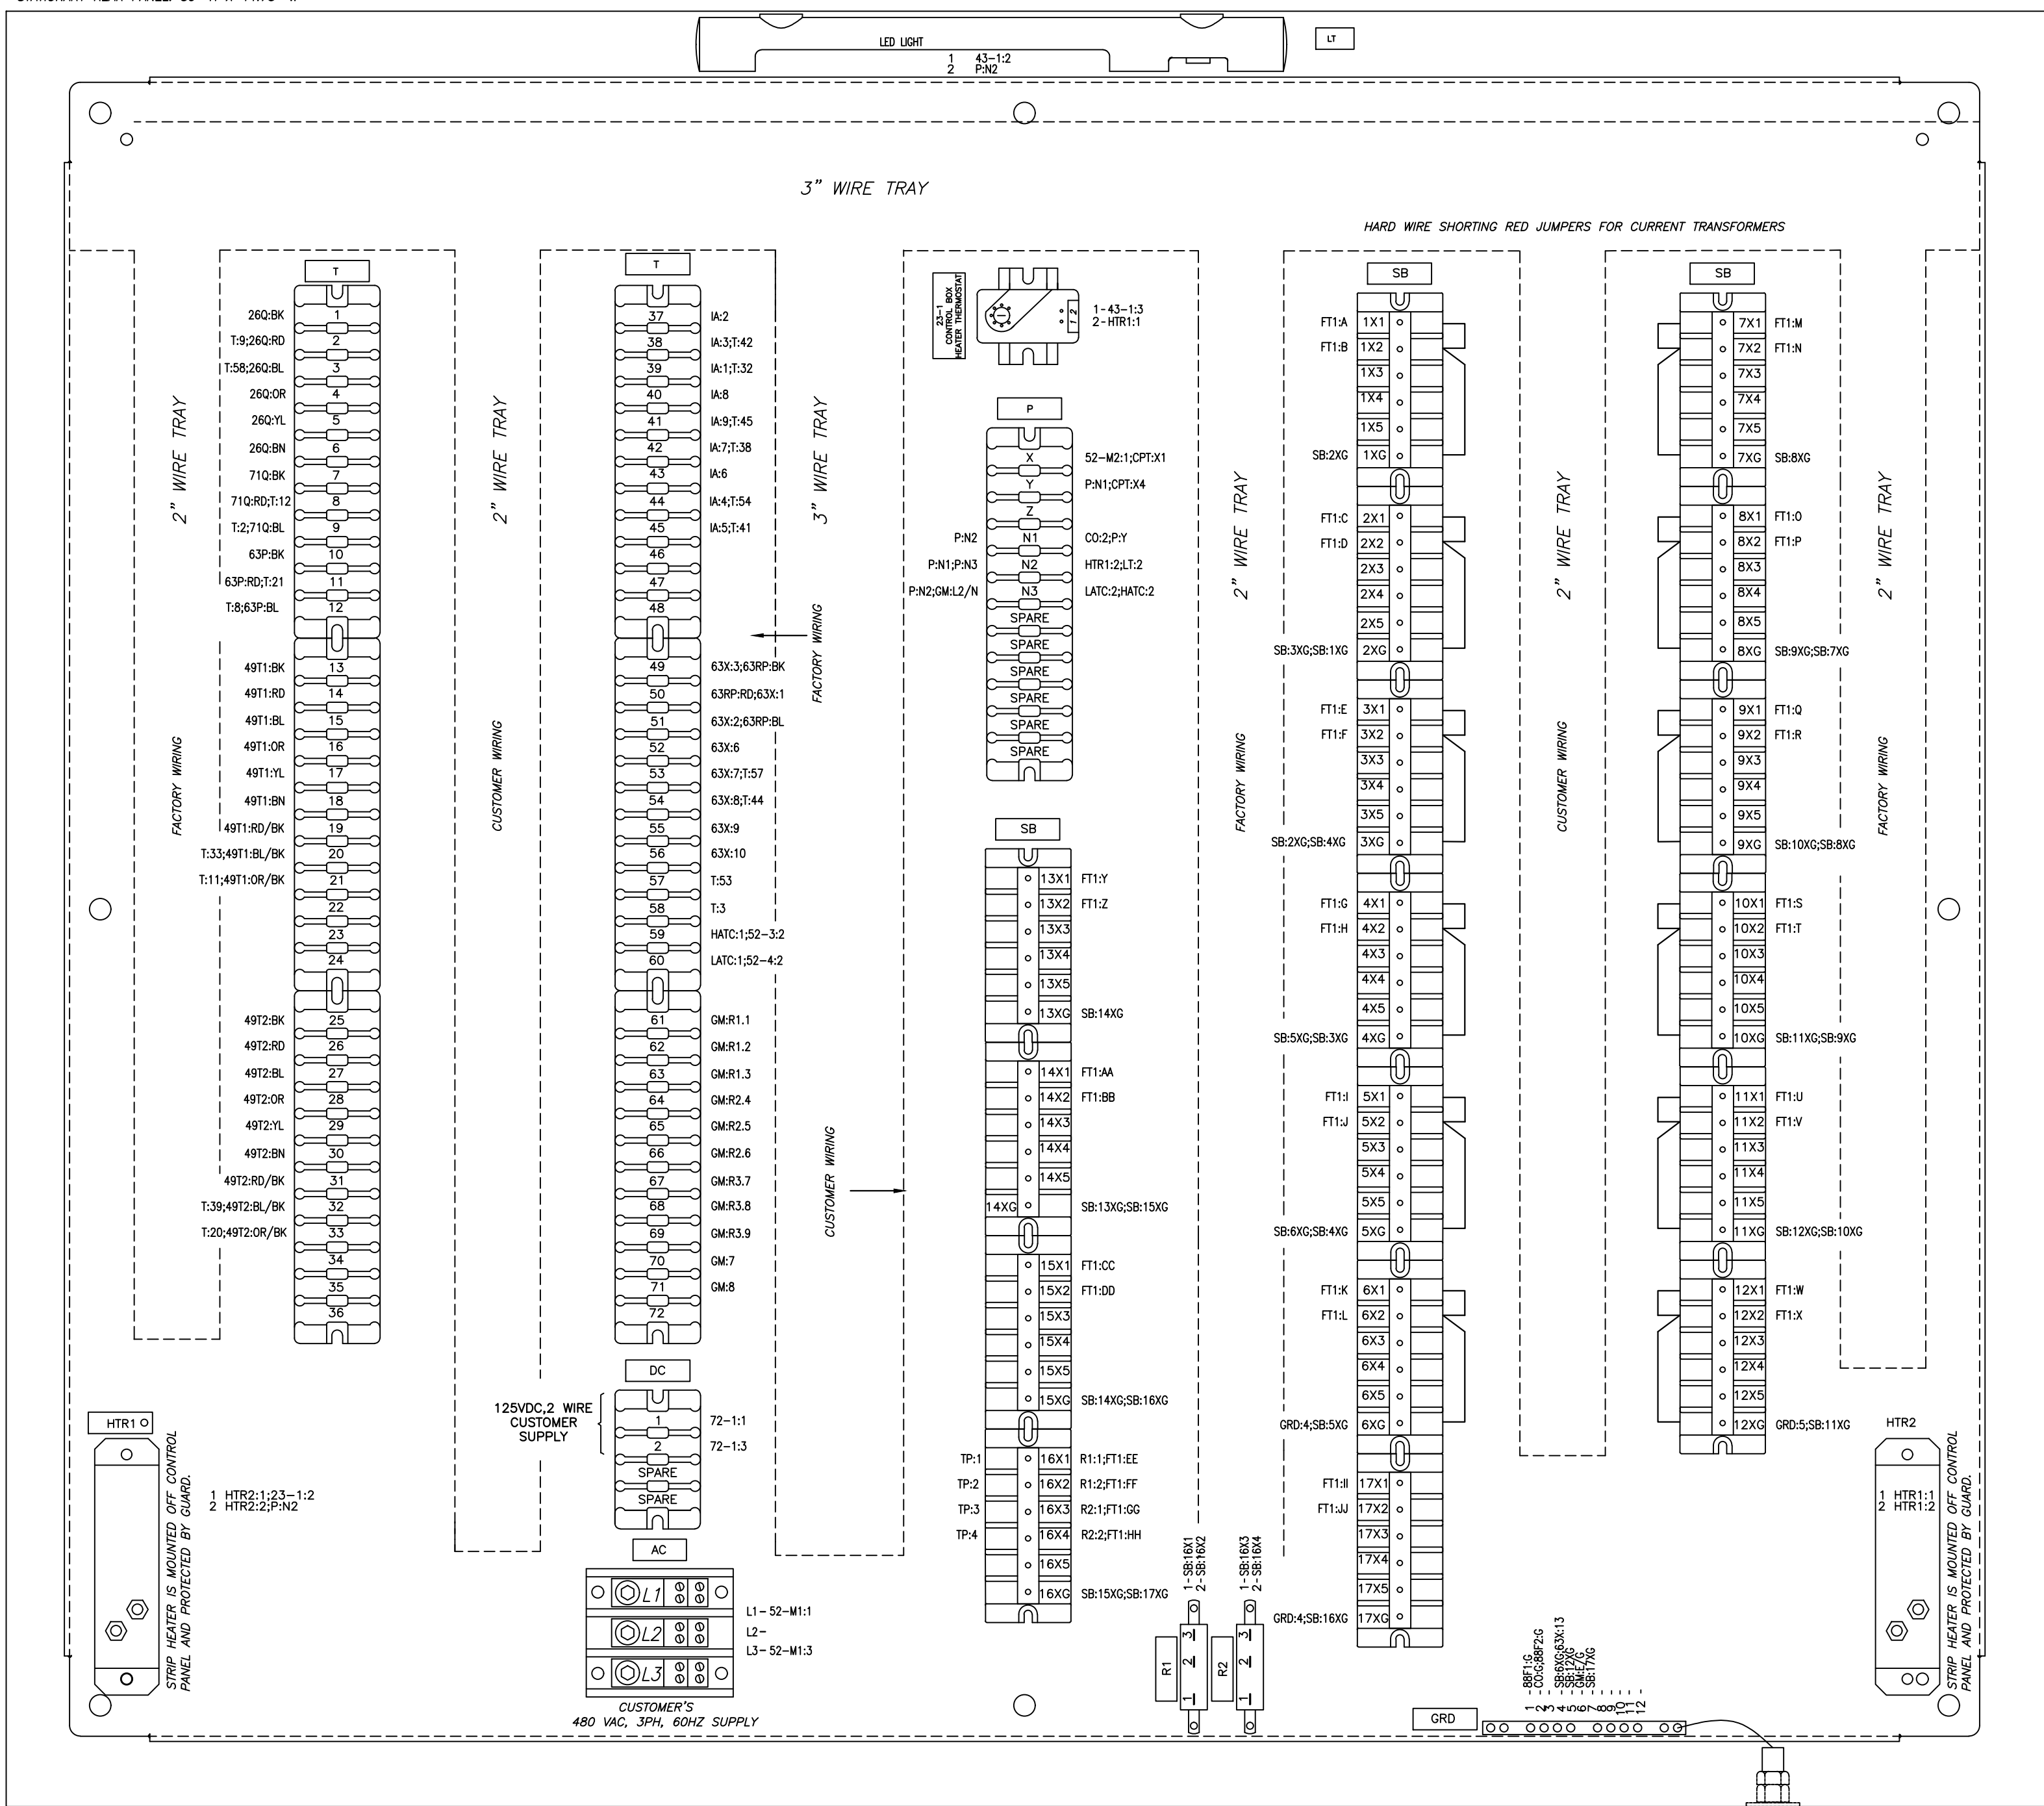 LED LIGHT
1 43-1:2
2 P:N2
LT
3" WIRE TRAY
HARD WIRE SHORTING RED JUMPERS FOR CURRENT TRANSFORMERS
T
26Q:BK 1
T:9;26Q:RD 2
T:58;26Q:BL 3
26Q:OR 4
26Q:YL 5
26Q:BN 6
71Q:BK 7
71Q:RD;T:12 8
T:2;71Q:BL 9
63P:BK 10
63P:RD;T:21 11
T:8;63P:BL 12
49T1:BK 13
49T1:RD 14
49T1:BL 15
49T1:OR 16
49T1:YL 17
49T1:BN 18
49T1:RD/BK 19
T:33;49T1:BL/BK 20
T:11;49T1:OR/BK 21
22
23
24
49T2:BK 25
49T2:RD 26
49T2:BL 27
49T2:OR 28
49T2:YL 29
49T2:BN 30
49T2:RD/BK 31
T:39;49T2:BL/BK 32
T:20;49T2:OR/BK 33
34
35
36
2" WIRE TRAY
FACTORY WIRING
2" WIRE TRAY
CUSTOMER WIRING
T
37 IA:2
38 IA:3;T:42
39 IA:1;T:32
40 IA:8
41 IA:9;T:45
42 IA:7;T:38
43 IA:6
44 IA:4;T:54
45 IA:5;T:41
46
47
48
49 63X:3;63RP:BK
50 63RP:RD;63X:1
51 63X:2;63RP:BL
52 63X:6
53 63X:7;T:57
54 63X:8;T:44
55 63X:9
56 63X:10
57 T:53
58 T:3
59 HATC:1;52-3:2
60 LATC:1;52-4:2
61 GM:R1.1
62 GM:R1.2
63 GM:R1.3
64 GM:R2.4
65 GM:R2.5
66 GM:R2.6
67 GM:R3.7
68 GM:R3.8
69 GM:R3.9
70 GM:7
71 GM:8
72
3" WIRE TRAY
FACTORY WIRING
CUSTOMER WIRING
DC
125VDC,2 WIRE
CUSTOMER
SUPPLY
1 72-1:1
2 72-1:3
SPARE
SPARE
AC
L1 L1-52-M1:1
L2 L2-
L3 L3-52-M1:3
CUSTOMER'S
480 VAC, 3PH, 60HZ SUPPLY
23-1
CONTROL BOX
HEATER THERMOSTAT
1 2
1-43-1:3
2-HTR1:1
P
X 52-M2:1;CPT:X1
Y P:N1;CPT:X4
Z
P:N2 N1 CO:2;P:Y
P:N1;P:N3 N2 HTR1:2;LT:2
P:N2;GM:L2/N N3 LATC:2;HATC:2
SPARE
SPARE
SPARE
SPARE
SPARE
SPARE
SB
13X1 FT1:Y
13X2 FT1:Z
13X3
13X4
13X5
13XG SB:14XG
14X1 FT1:AA
14X2 FT1:BB
14X3
14X4
14X5
14XG SB:13XG;SB:15XG
15X1 FT1:CC
15X2 FT1:DD
15X3
15X4
15X5
15XG SB:14XG;SB:16XG
TP:1 16X1 R1:1;FT1:EE
TP:2 16X2 R1:2;FT1:FF
TP:3 16X3 R2:1;FT1:GG
TP:4 16X4 R2:2;FT1:HH
16X5
16XG SB:15XG;SB:17XG
2" WIRE TRAY
FACTORY WIRING
SB
FT1:A 1X1
FT1:B 1X2
1X3
1X4
1X5
SB:2XG 1XG
FT1:C 2X1
FT1:D 2X2
2X3
2X4
2X5
SB:3XG;SB:1XG 2XG
FT1:E 3X1
FT1:F 3X2
3X3
3X4
3X5
SB:2XG;SB:4XG 3XG
FT1:G 4X1
FT1:H 4X2
4X3
4X4
4X5
SB:5XG;SB:3XG 4XG
FT1:I 5X1
FT1:J 5X2
5X3
5X4
5X5
SB:6XG;SB:4XG 5XG
FT1:K 6X1
FT1:L 6X2
6X3
6X4
6X5
GRD:4;SB:5XG 6XG
FT1:II 17X1
FT1:JJ 17X2
17X3
17X4
17X5
GRD:4;SB:16XG 17XG
2" WIRE TRAY
CUSTOMER WIRING
SB
7X1 FT1:M
7X2 FT1:N
7X3
7X4
7X5
7XG SB:8XG
8X1 FT1:O
8X2 FT1:P
8X3
8X4
8X5
8XG SB:9XG;SB:7XG
9X1 FT1:Q
9X2 FT1:R
9X3
9X4
9X5
9XG SB:10XG;SB:8XG
10X1 FT1:S
10X2 FT1:T
10X3
10X4
10X5
10XG SB:11XG;SB:9XG
11X1 FT1:U
11X2 FT1:V
11X3
11X4
11X5
11XG SB:12XG;SB:10XG
12X1 FT1:W
12X2 FT1:X
12X3
12X4
12X5
12XG GRD:5;SB:11XG
2" WIRE TRAY
FACTORY WIRING
HTR1
1 HTR2:1;23-1:2
2 HTR2:2;P:N2
STRIP HEATER IS MOUNTED OFF CONTROL
PANEL AND PROTECTED BY GUARD.
R1
1 2 3
1-SB:16X1
2-SB:16X2
R2
1 2 3
1-SB:16X3
2-SB:16X4
GRD
1 -88F1:G
2 -CO:G;88F2:G
3 -
4 -SB:6XG;63X:13
5 -SB:12XG
6 -GM:E/G
7 -SB:17XG
8 -
9 -
10 -
11 -
12 -
HTR2
1 HTR1:1
2 HTR1:2
STRIP HEATER IS MOUNTED OFF CONTROL
PANEL AND PROTECTED BY GUARD.